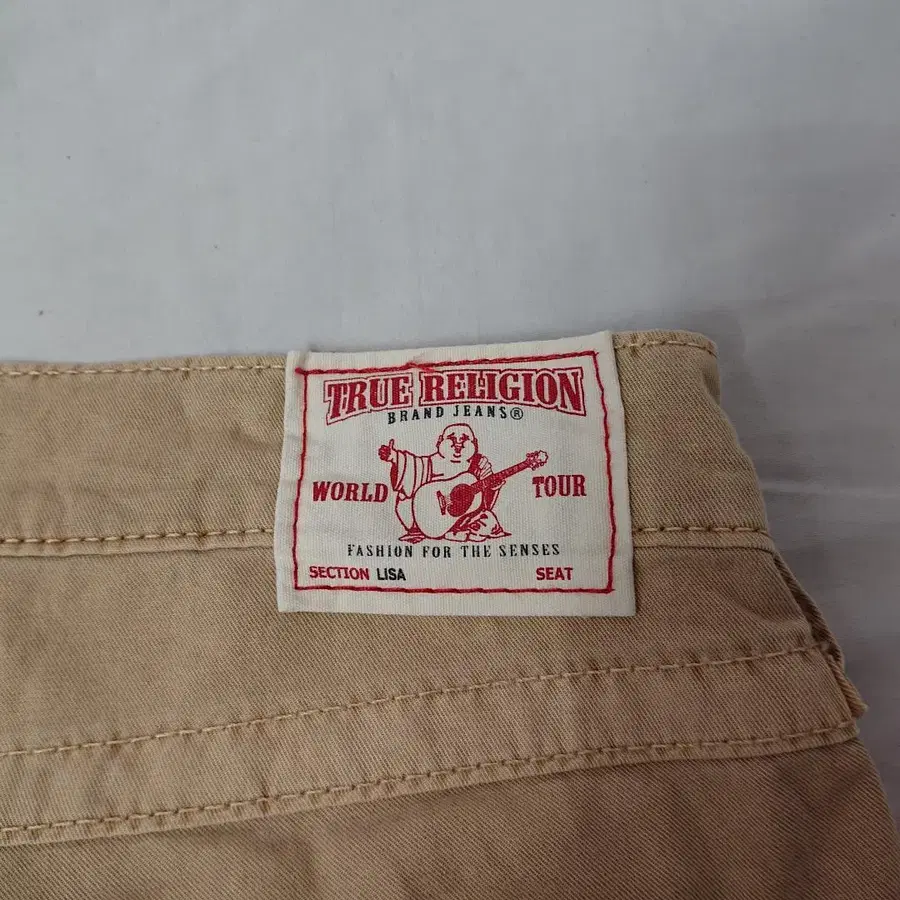 TRUE RELIGION
BRAND JEANS®
WORLD TOUR
FASHION FOR THE SENSES
SECTION LISA SEAT